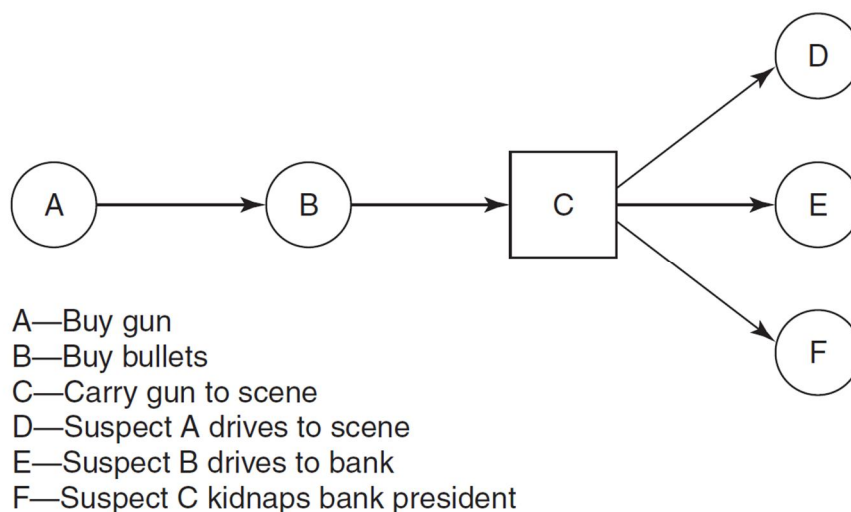 D
A
B
C
E
F
A—Buy gun
B—Buy bullets
C—Carry gun to scene
D—Suspect A drives to scene
E—Suspect B drives to bank
F—Suspect C kidnaps bank president